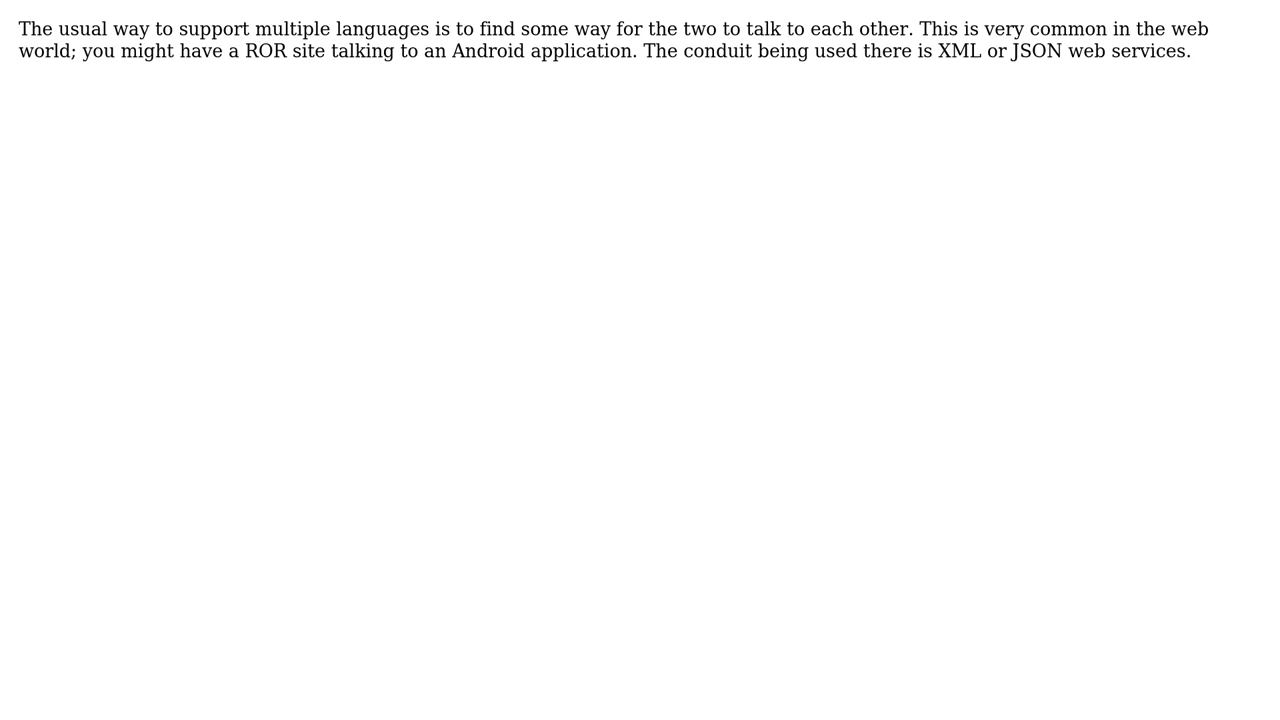 The usual way to support multiple languages is to find some way for the two to talk to each other. This is very common in the web
world; you might have a ROR site talking to an Android application. The conduit being used there is XML or JSON web services.